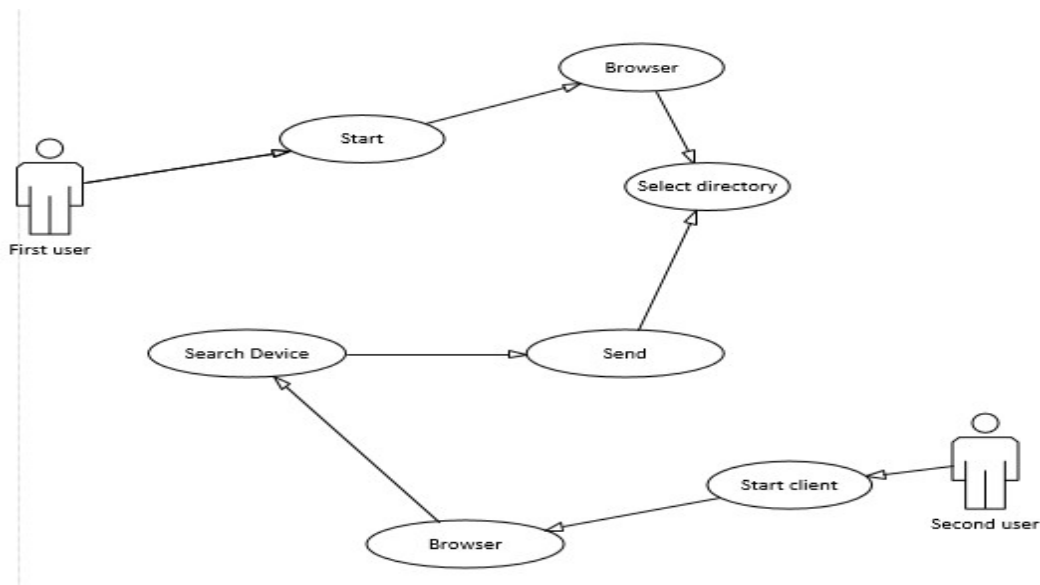 Browser
Start
Select directory
First user
Search Device
Send
Start client
Second user
Browser